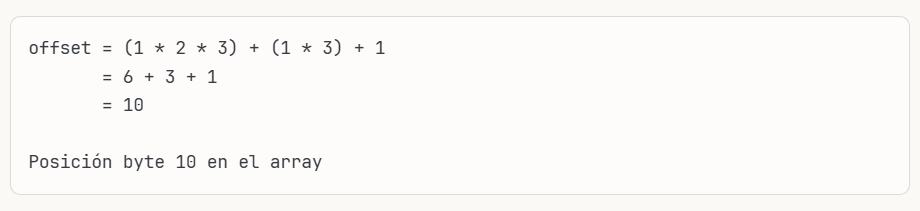 offset = (1 * 2 * 3) + (1 * 3) + 1
       = 6 + 3 + 1
       = 10
Posición byte 10 en el array